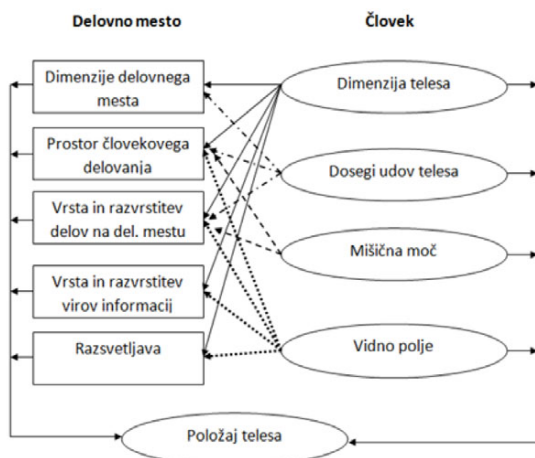 Delovno mesto
Človek
Dimenzije delovnega
mesta
Dimenzija telesa
Prostor človekovega
delovanja
Dosegi udov telesa
Vrsta in razvrstitev
delov na del. mestu
Mišična moč
Vrsta in razvrstitev
virov informacij
Razsvetljava
Vidno polje
Položaj telesa